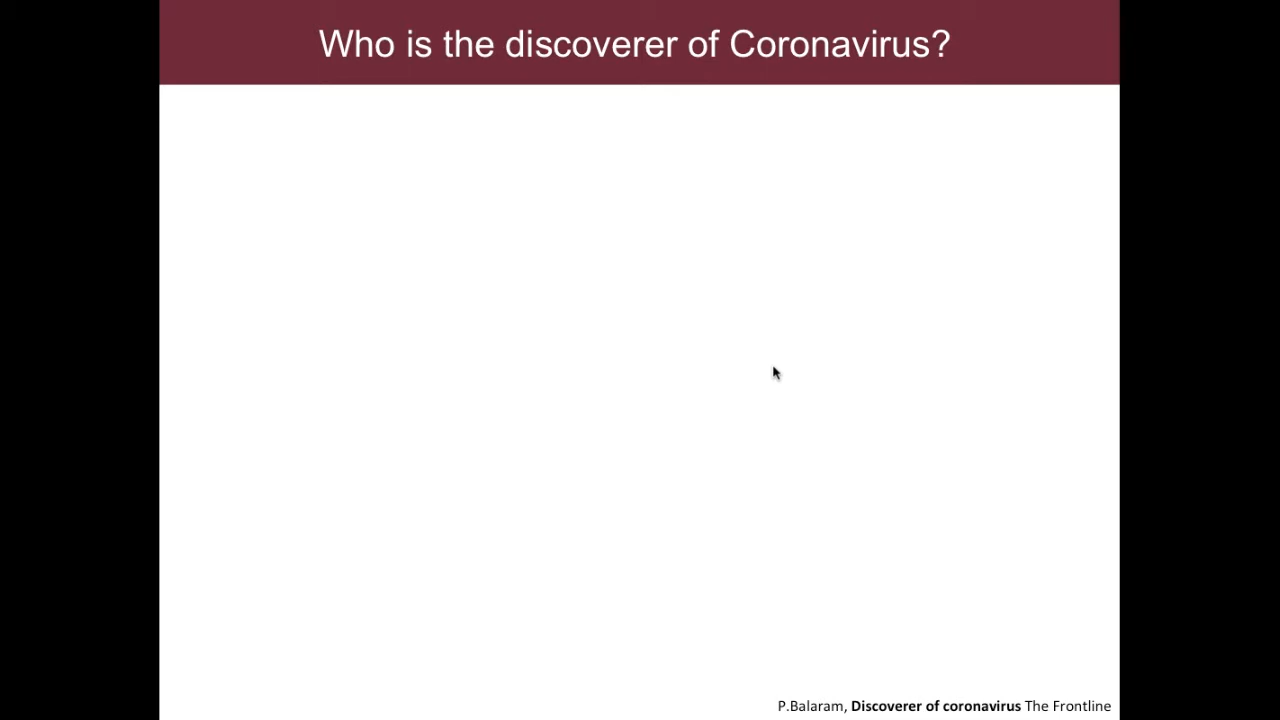 Who is the discoverer of Coronavirus?
P.Balaram, Discoverer of coronavirus The Frontline